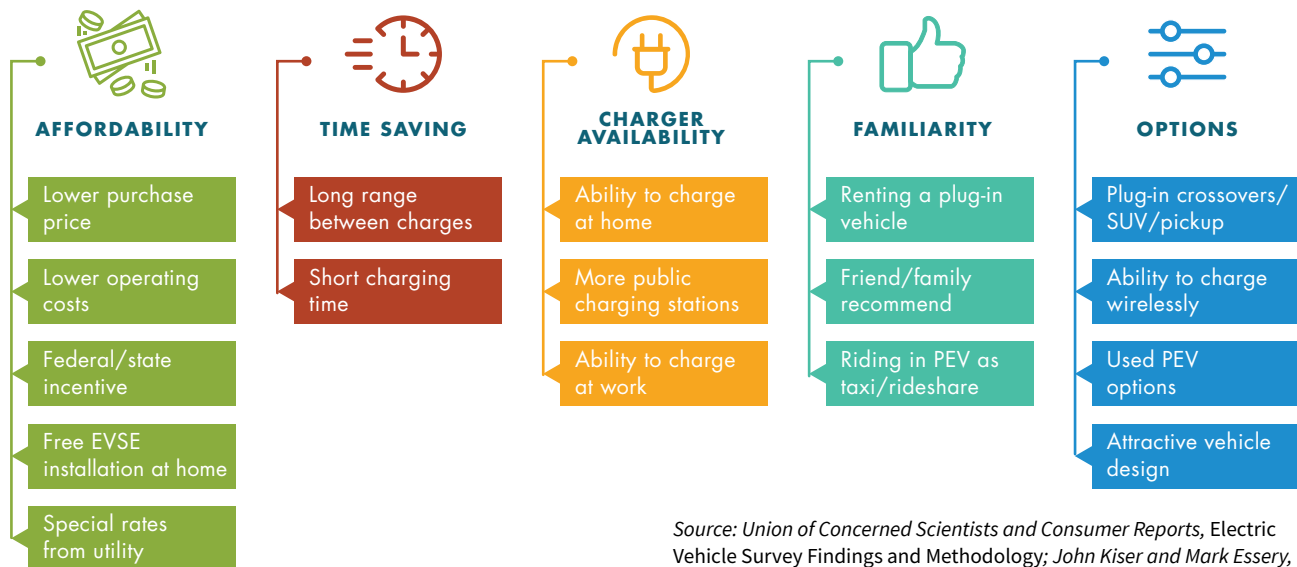 AFFORDABILITY
Lower purchase
price
Lower operating
costs
Federal/state
incentive
Free EVSE
installation at home
Special rates
from utility
TIME SAVING
Long range
between charges
Short charging
time
CHARGER
AVAILABILITY
Ability to charge
at home
More public
charging stations
Ability to charge
at work
FAMILIARITY
Renting a plug-in
vehicle
Friend/family
recommend
Riding in PEV as
taxi/rideshare
OPTIONS
Plug-in crossovers/
SUV/pickup
Ability to charge
wirelessly
Used PEV
options
Attractive vehicle
design
Source: Union of Concerned Scientists and Consumer Reports, Electric
Vehicle Survey Findings and Methodology; John Kiser and Mark Essery,